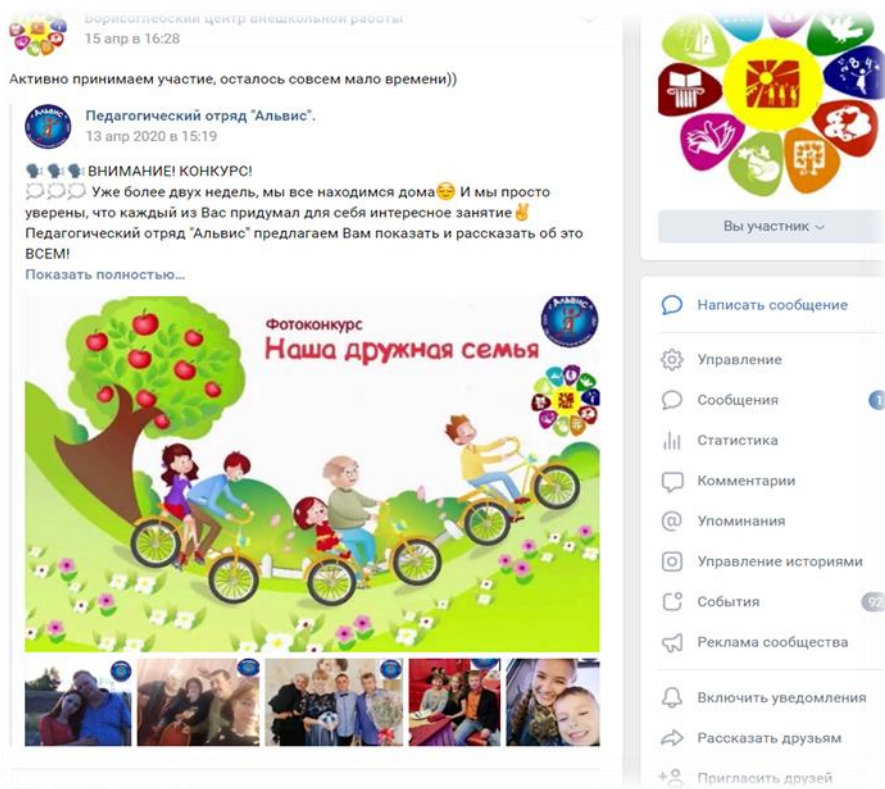 Борисоглебский центр внешкольной работы
15 апр в 16:28
Активно принимаем участие, осталось совсем мало времени))
Педагогический отряд "Альвис".
13 апр 2020 в 15:19
ВНИМАНИЕ! КОНКУРС!
Уже более двух недель, мы все находимся дома И мы просто
уверены, что каждый из Вас придумал для себя интересное занятие
Педагогический отряд "Альвис" предлагаем Вам показать и рассказать об это
ВСЕМ!
Показать полностью...
Альвис
Фотоконкурс
Наша дружная семья
Вы участник
Написать сообщение
Управление
Сообщения 1
Статистика
Комментарии
Упоминания
Управление историями
События 92
Реклама сообщества
Включить уведомления
Рассказать друзьям
Пригласить друзей